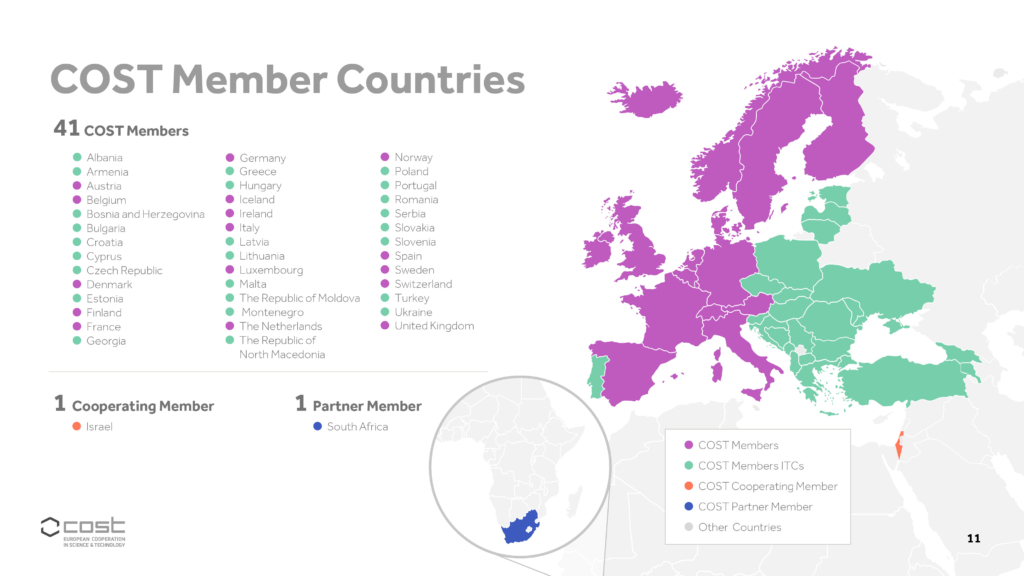 COST Member Countries
41 COST Members
Albania
Armenia
Austria
Belgium
Bosnia and Herzegovina
Bulgaria
Croatia
Cyprus
Czech Republic
Denmark
Estonia
Finland
France
Georgia
Germany
Greece
Hungary
Iceland
Ireland
Italy
Latvia
Lithuania
Luxembourg
Malta
The Republic of Moldova
Montenegro
The Netherlands
The Republic of
North Macedonia
Norway
Poland
Portugal
Romania
Serbia
Slovakia
Slovenia
Spain
Sweden
Switzerland
Turkey
Ukraine
United Kingdom
1 Cooperating Member
Israel
1 Partner Member
South Africa
COST Members
COST Members ITCs
COST Cooperating Member
COST Partner Member
Other Countries
cost
EUROPEAN COOPERATION
IN SCIENCE & TECHNOLOGY
11